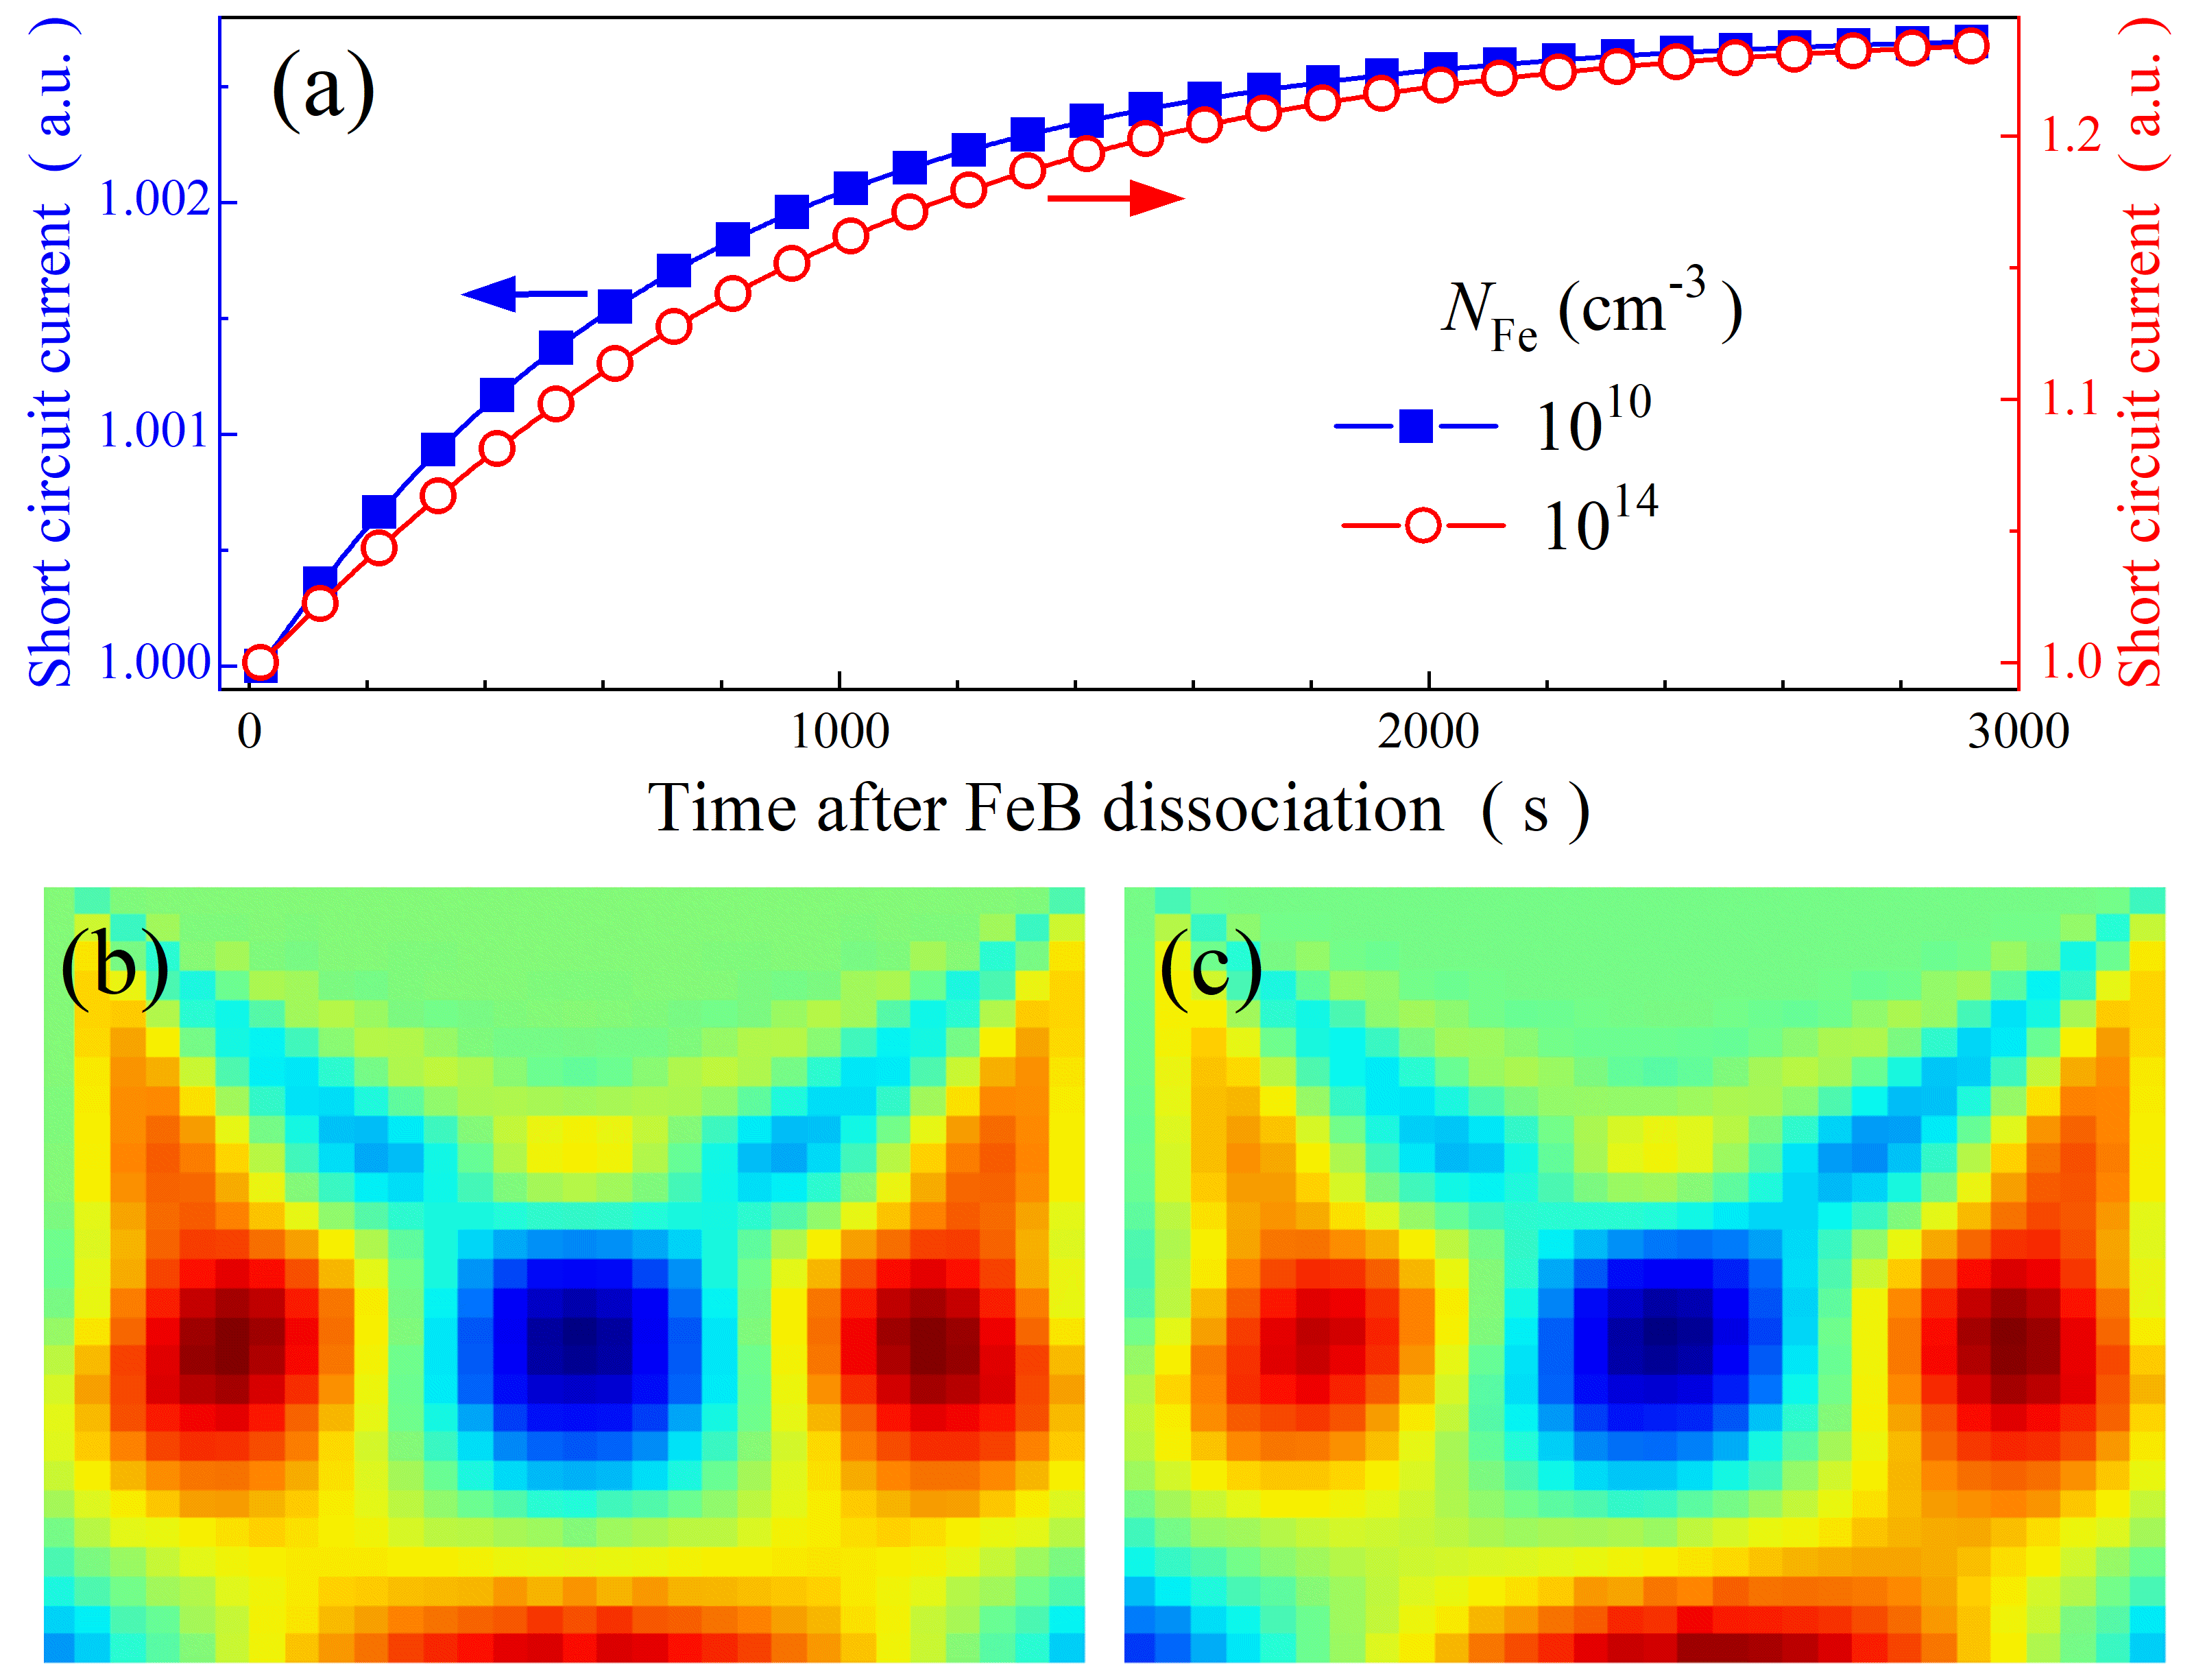 (a)
Short circuit current ( a.u. )
1.002
1.001
1.000
1.2
1.1
1.0
Short circuit current ( a.u. )
N_Fe (cm^-3)
10^10
10^14
0 1000 2000 3000
Time after FeB dissociation ( s )
(b) (c)